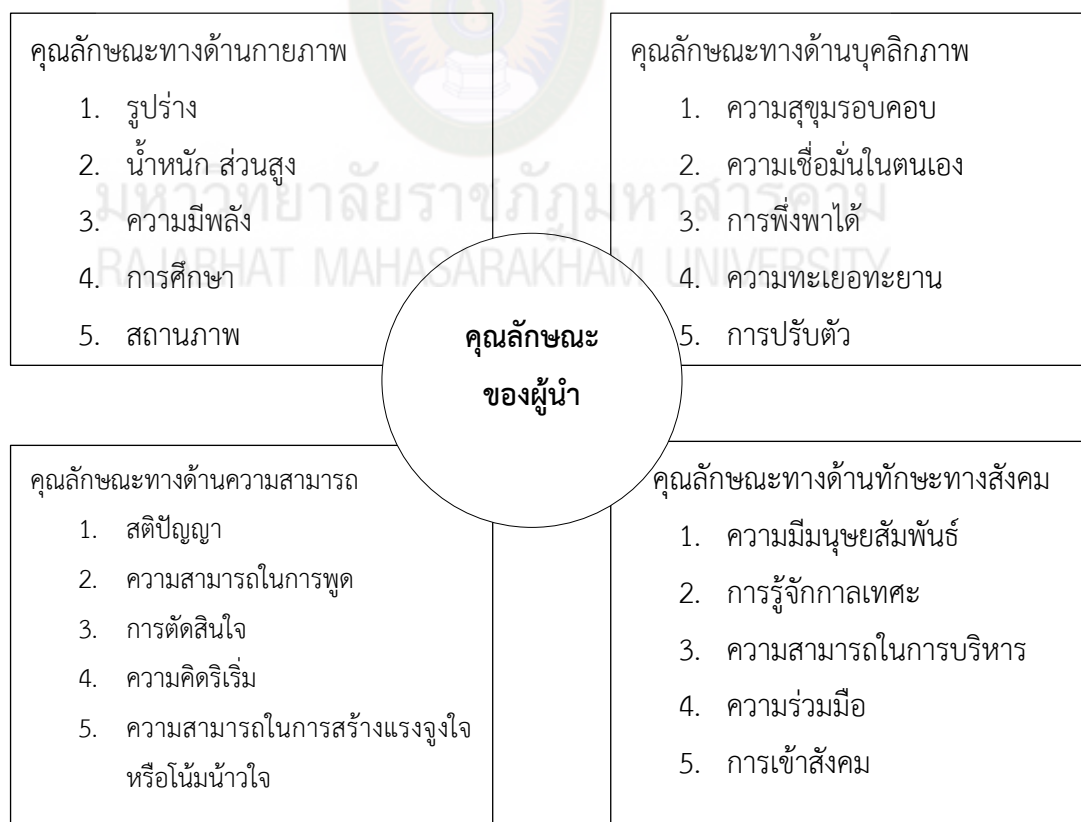 คุณลักษณะทางด้านกายภาพ
1. รูปร่าง
2. น้ำหนัก ส่วนสูง
3. ความมีพลัง
4. การศึกษา
5. สถานภาพ
คุณลักษณะทางด้านบุคลิกภาพ
1. ความสุขุมรอบคอบ
2. ความเชื่อมั่นในตนเอง
3. การพึ่งพาได้
4. ความทะเยอทะยาน
5. การปรับตัว
คุณลักษณะ
ของผู้นำ
คุณลักษณะทางด้านความสามารถ
1. สติปัญญา
2. ความสามารถในการพูด
3. การตัดสินใจ
4. ความคิดริเริ่ม
5. ความสามารถในการสร้างแรงจูงใจ
หรือโน้มน้าวใจ
คุณลักษณะทางด้านทักษะทางสังคม
1. ความมีมนุษยสัมพันธ์
2. การรู้จักกาลเทศะ
3. ความสามารถในการบริหาร
4. ความร่วมมือ
5. การเข้าสังคม
มหาวิทยาลัยราชภัฏมหาสารคาม
RAJABHAT MAHASARAKHAM UNIVERSITY